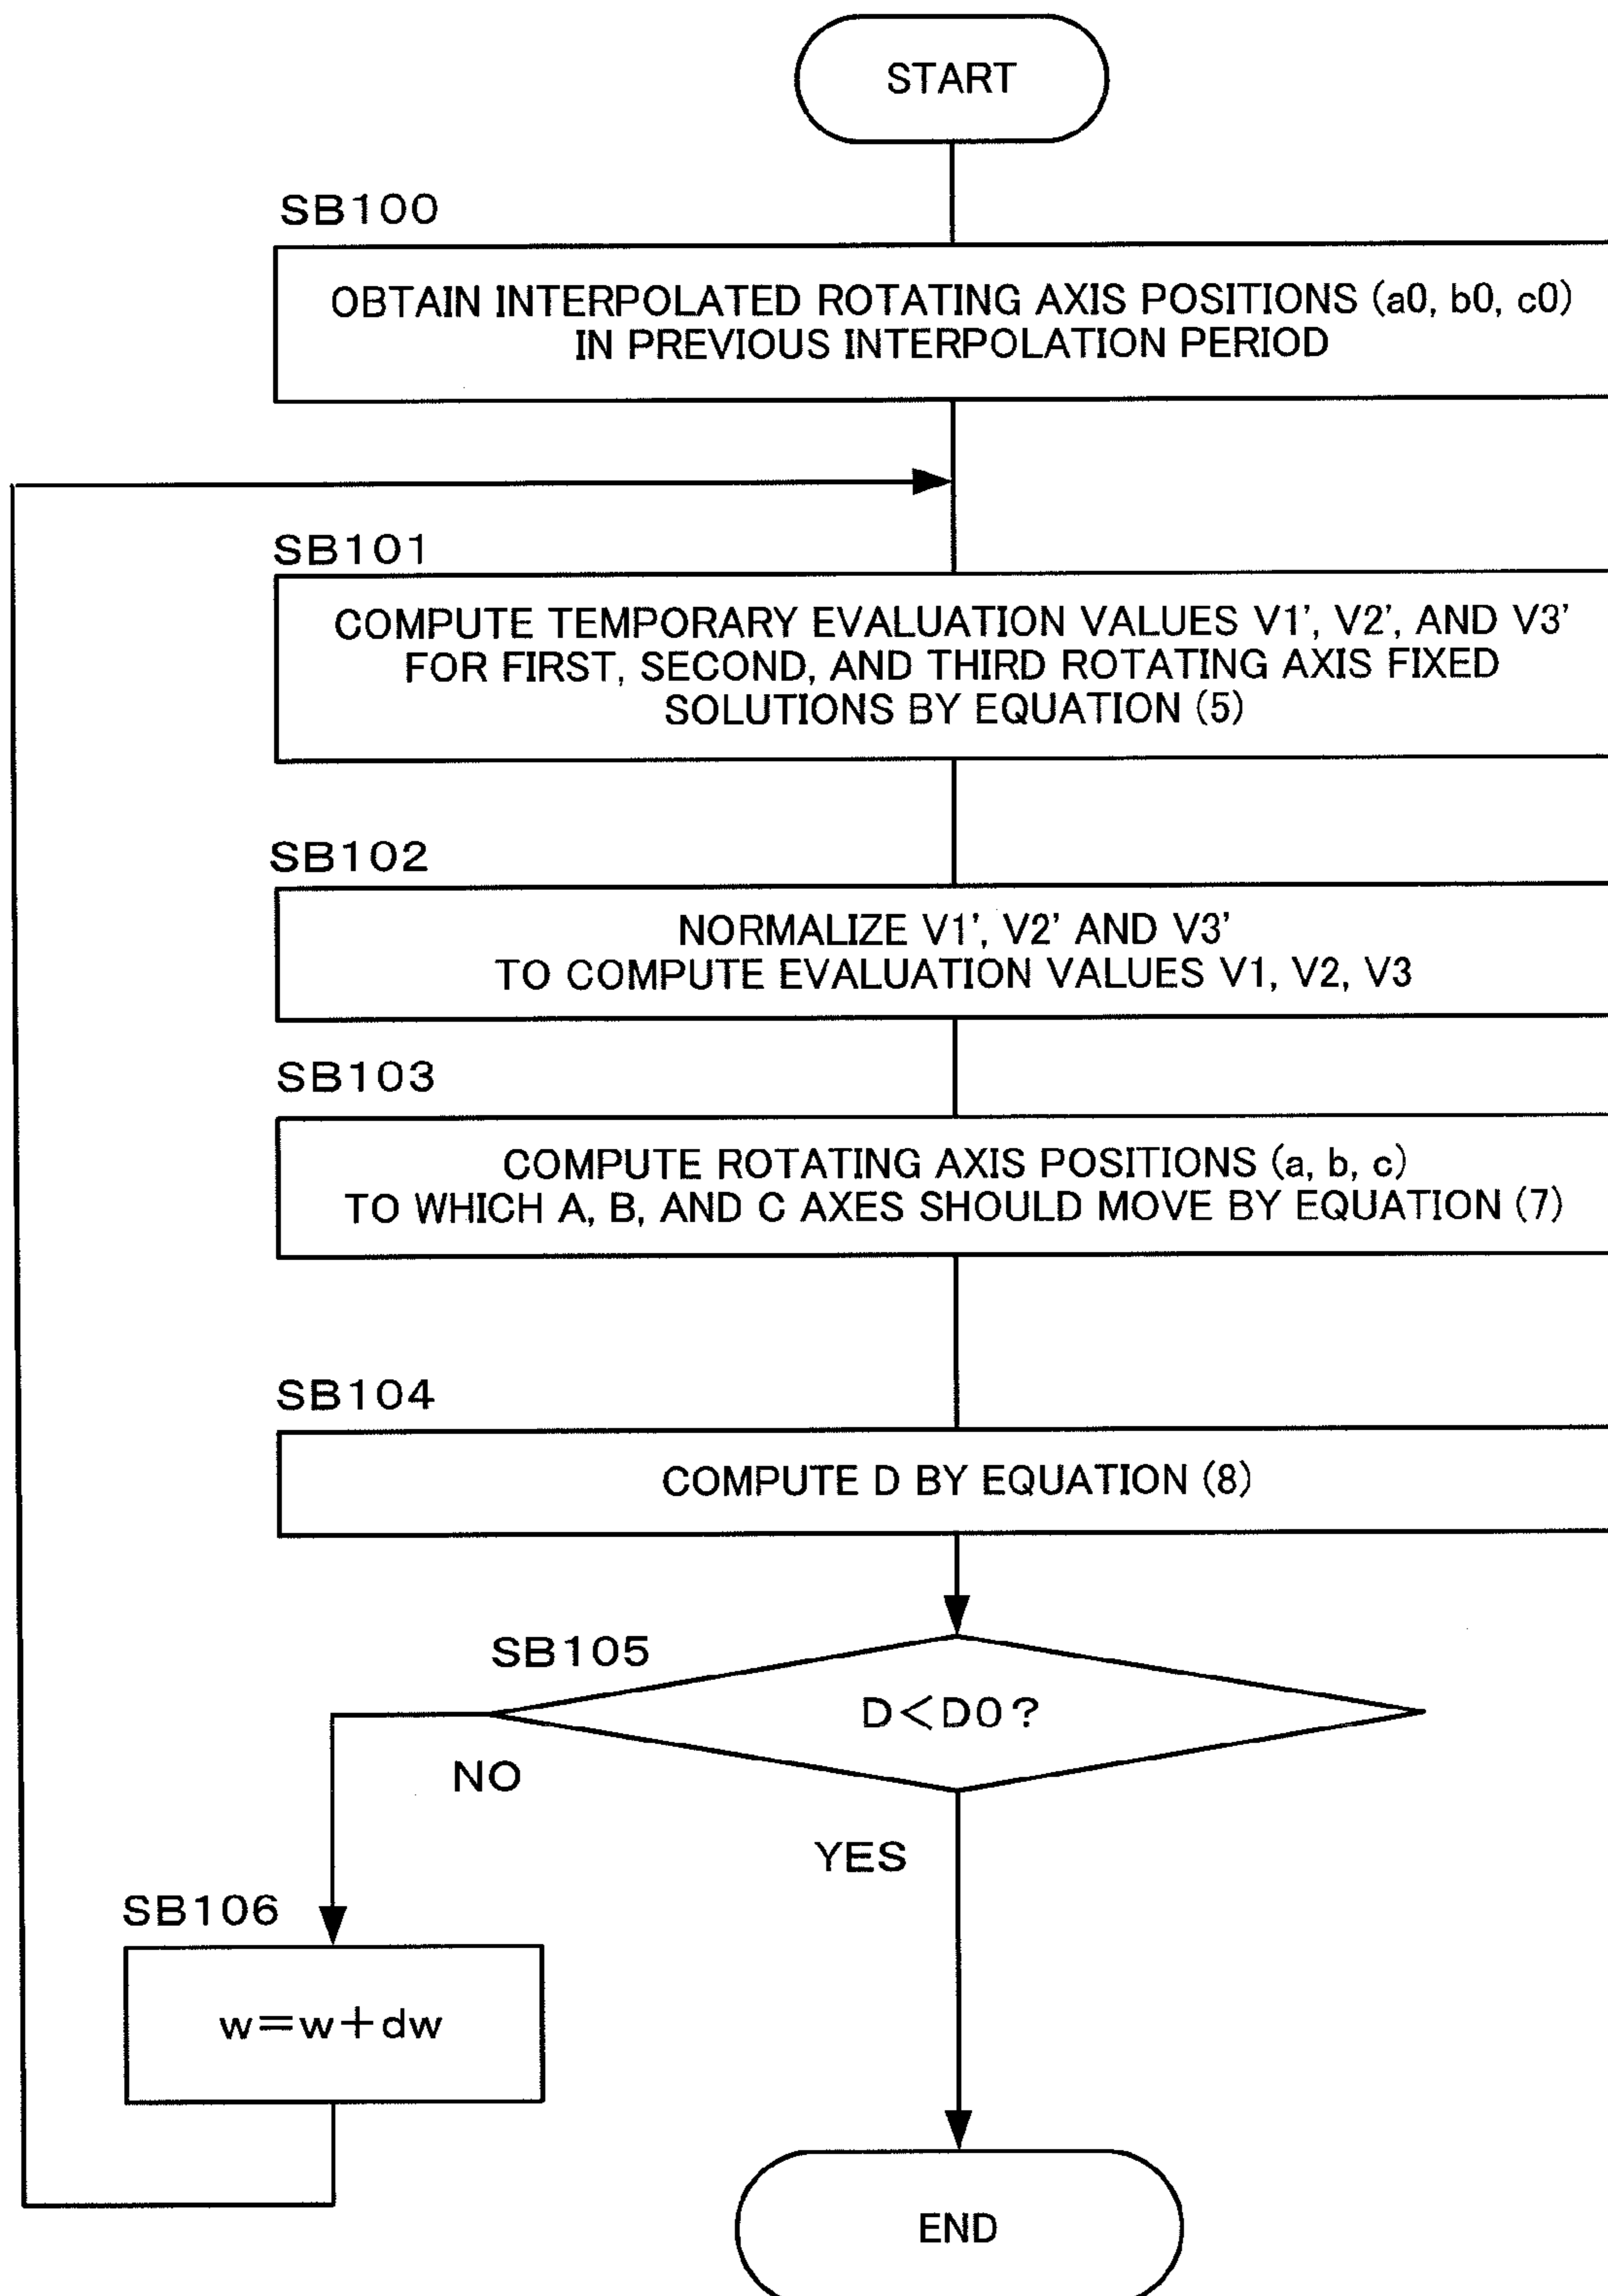 START
SB100
OBTAIN INTERPOLATED ROTATING AXIS POSITIONS (a0, b0, c0)
IN PREVIOUS INTERPOLATION PERIOD
SB101
COMPUTE TEMPORARY EVALUATION VALUES V1', V2', AND V3'
FOR FIRST, SECOND, AND THIRD ROTATING AXIS FIXED
SOLUTIONS BY EQUATION (5)
SB102
NORMALIZE V1', V2' AND V3'
TO COMPUTE EVALUATION VALUES V1, V2, V3
SB103
COMPUTE ROTATING AXIS POSITIONS (a, b, c)
TO WHICH A, B, AND C AXES SHOULD MOVE BY EQUATION (7)
SB104
COMPUTE D BY EQUATION (8)
SB105
D<D0?
NO
YES
SB106
w=w+dw
END